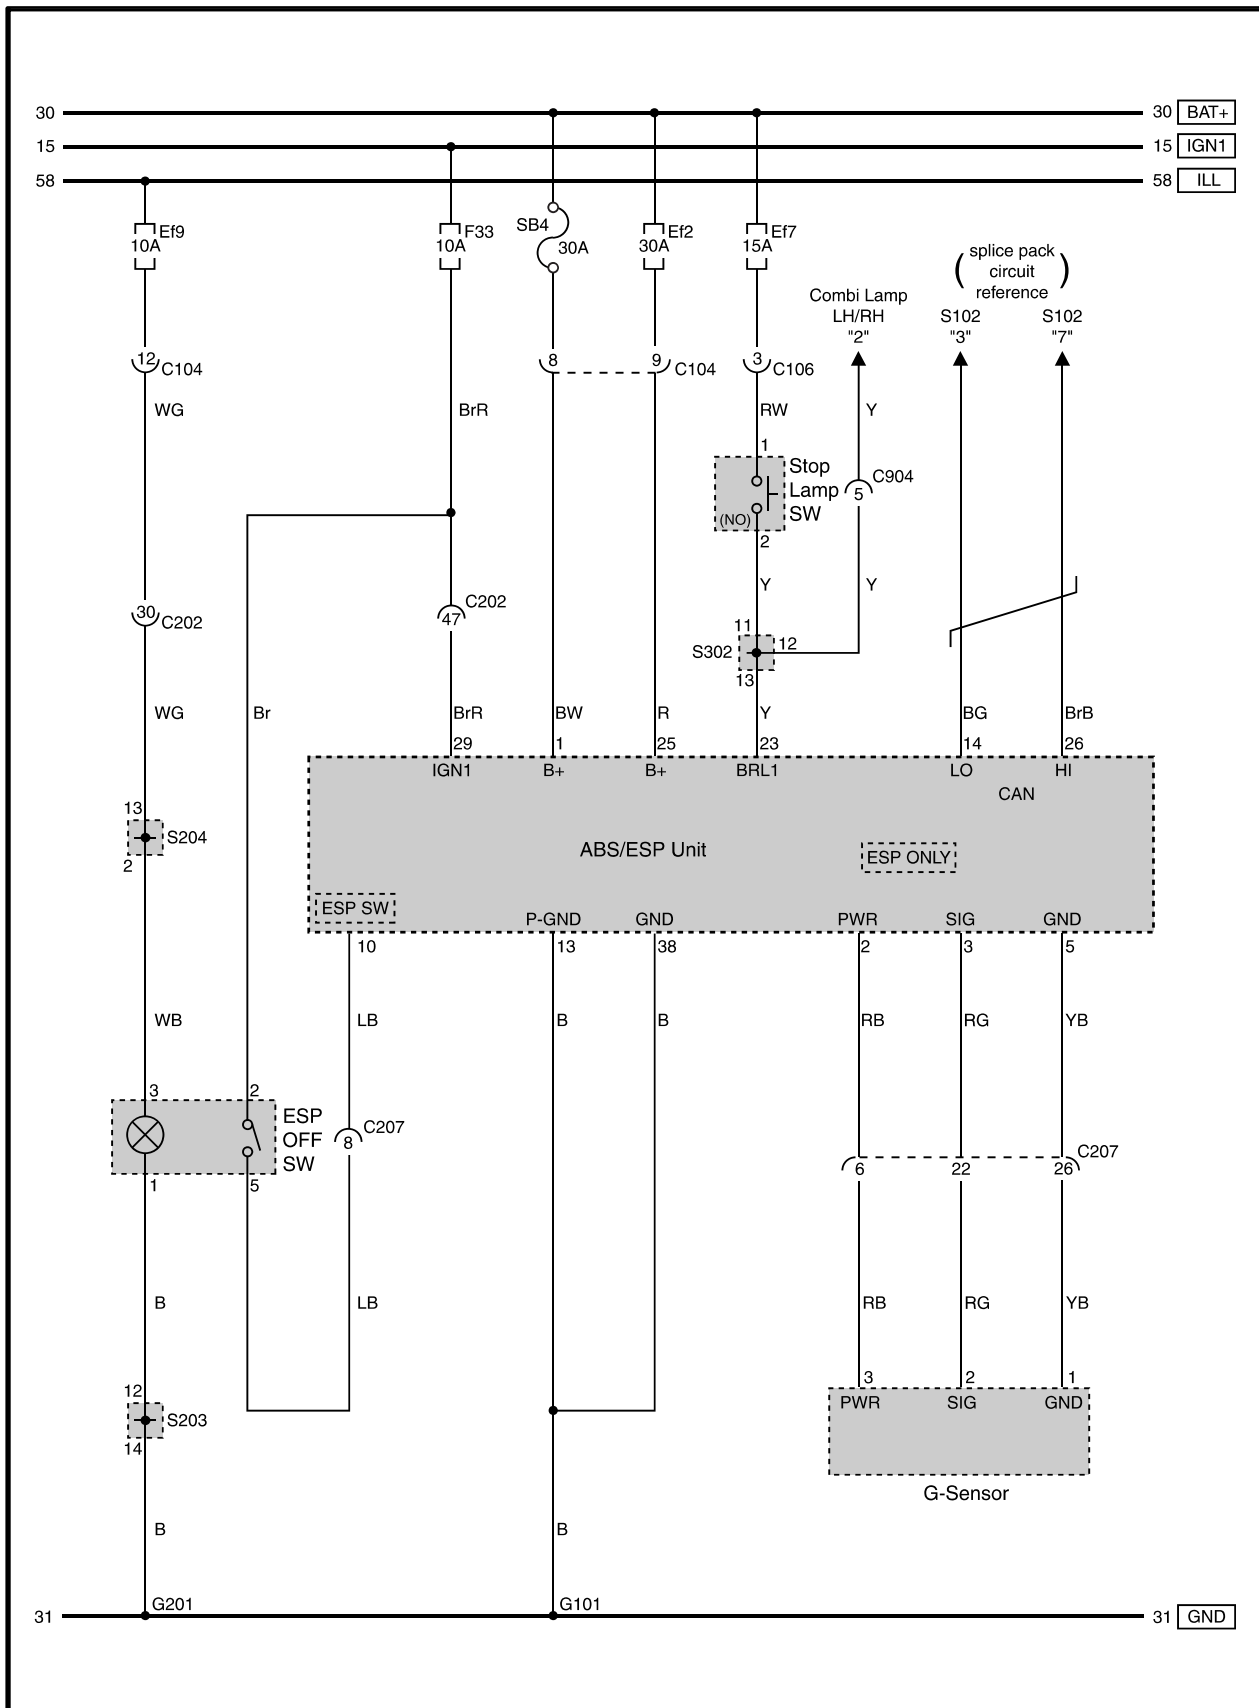 30
30 BAT+
15
15 IGN1
58
58 ILL
Ef9
10A
F33
10A
SB4
30A
Ef2
30A
Ef7
15A
(splice pack
circuit
reference)
Combi Lamp
LH/RH
"2"
S102
"3"
S102
"7"
12 C104
8
9 C104
3 C106
WG
BrR
RW
Y
1
Stop
Lamp
SW
(NO)
2
C904
5
30 C202
C202
47
Y
Y
11
S302
12
13
WG
Br
BrR
BW
R
Y
BG
BrB
29
1
25
23
14
26
IGN1
B+
B+
BRL1
LO
HI
CAN
13
S204
2
ABS/ESP Unit
ESP ONLY
ESP SW
P-GND
GND
PWR
SIG
GND
10
13
38
2
3
5
WB
LB
B
B
RB
RG
YB
3
2
ESP
OFF
SW
C207
8
1
5
C207
6
22
26
B
LB
RB
RG
YB
12
S203
14
3
2
1
PWR
SIG
GND
G-Sensor
B
B
G201
G101
31
31 GND